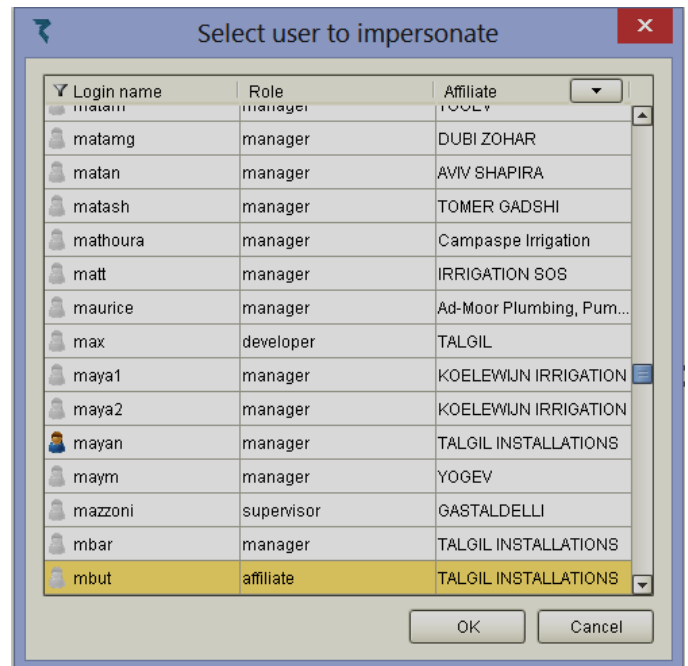 Select user to impersonate
x
Login name Role Affiliate
matam manager YOGEV
matamg manager DUBI ZOHAR
matan manager AVIV SHAPIRA
matash manager TOMER GADSHI
mathoura manager Campaspe Irrigation
matt manager IRRIGATION SOS
maurice manager Ad-Moor Plumbing, Pum...
max developer TALGIL
maya1 manager KOELEWIJN IRRIGATION
maya2 manager KOELEWIJN IRRIGATION
mayan manager TALGIL INSTALLATIONS
maym manager YOGEV
mazzoni supervisor GASTALDELLI
mbar manager TALGIL INSTALLATIONS
mbut affiliate TALGIL INSTALLATIONS
OK Cancel